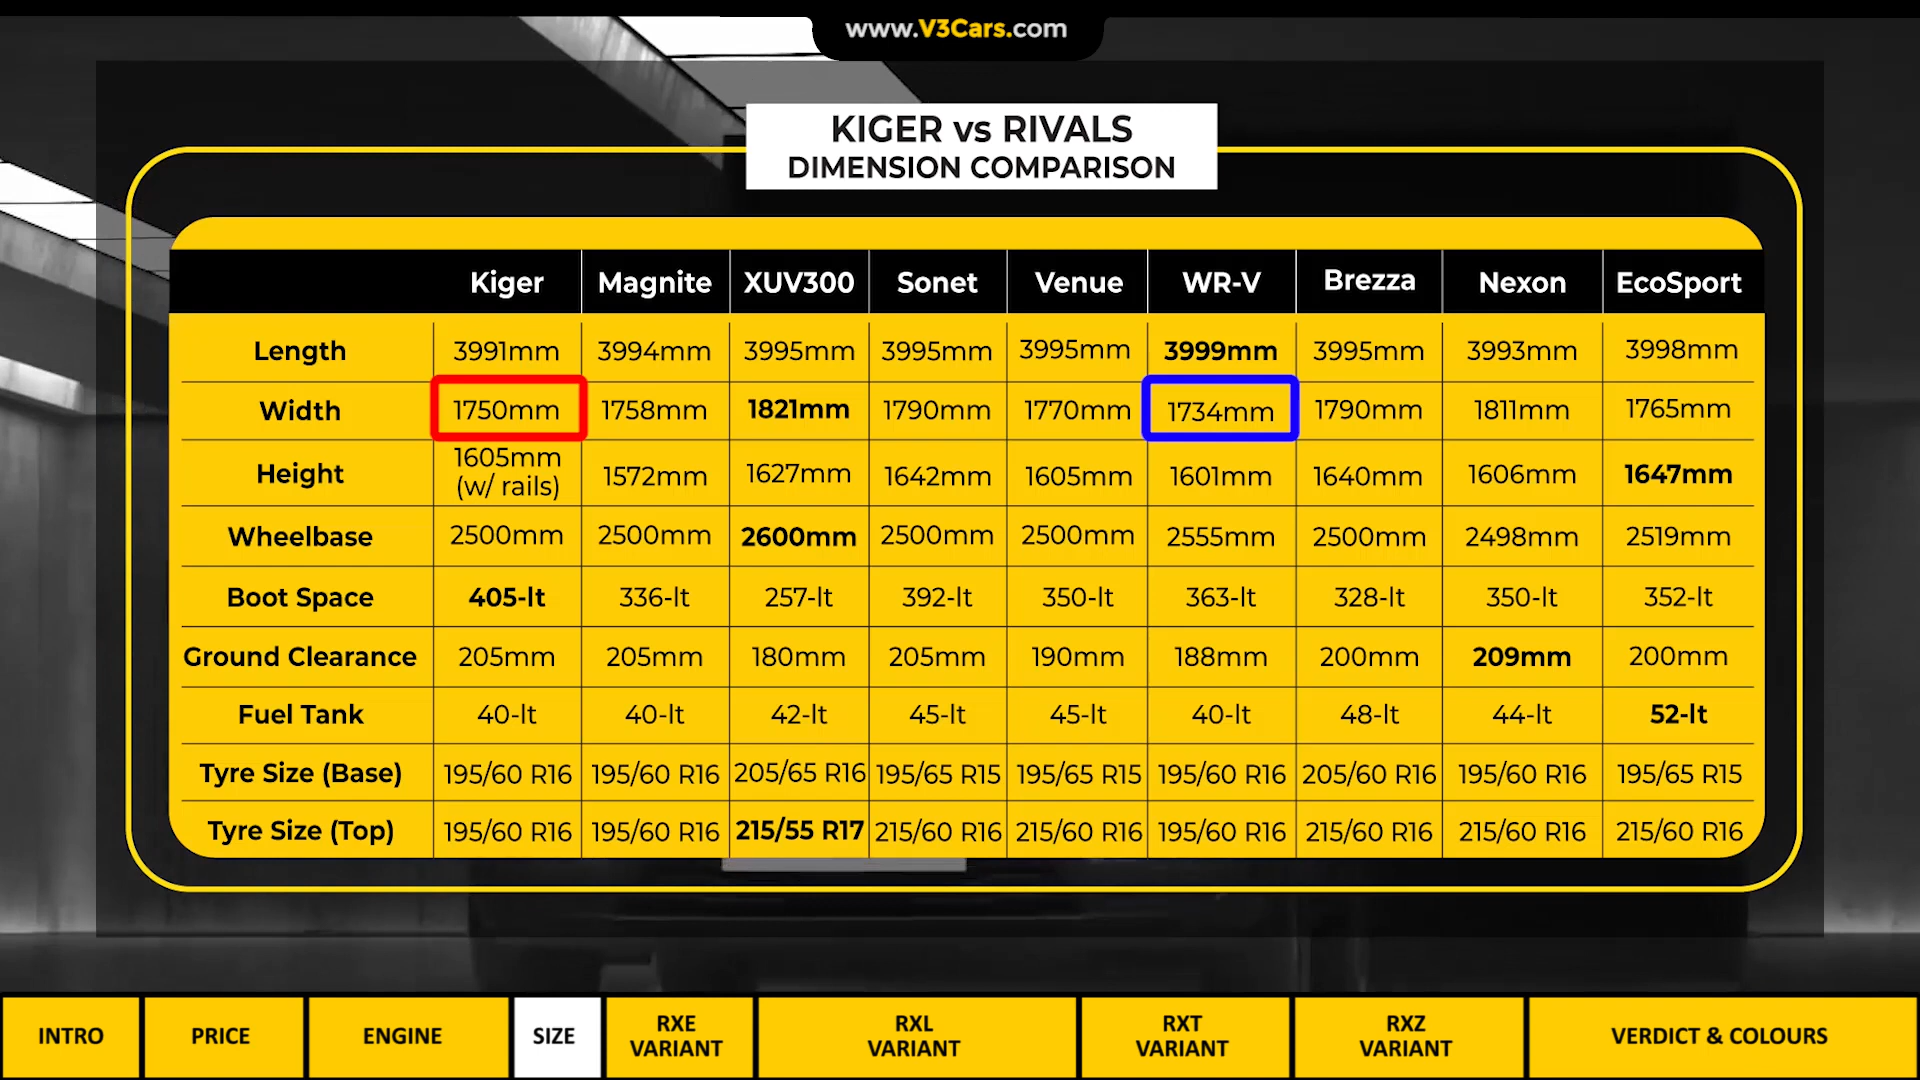 www.V3Cars.com
KIGER vs RIVALS
DIMENSION COMPARISON
Kiger Magnite XUV300 Sonet Venue WR-V Brezza Nexon EcoSport
Length 3991mm 3994mm 3995mm 3995mm 3995mm 3999mm 3995mm 3993mm 3998mm
Width 1750mm 1758mm 1821mm 1790mm 1770mm 1734mm 1790mm 1811mm 1765mm
Height 1605mm (w/ rails) 1572mm 1627mm 1642mm 1605mm 1601mm 1640mm 1606mm 1647mm
Wheelbase 2500mm 2500mm 2600mm 2500mm 2500mm 2555mm 2500mm 2498mm 2519mm
Boot Space 405-lt 336-lt 257-lt 392-lt 350-lt 363-lt 328-lt 350-lt 352-lt
Ground Clearance 205mm 205mm 180mm 205mm 190mm 188mm 200mm 209mm 200mm
Fuel Tank 40-lt 40-lt 42-lt 45-lt 45-lt 40-lt 48-lt 44-lt 52-lt
Tyre Size (Base) 195/60 R16 195/60 R16 205/65 R16 195/65 R15 195/65 R15 195/60 R16 205/60 R16 195/60 R16 195/65 R15
Tyre Size (Top) 195/60 R16 195/60 R16 215/55 R17 215/60 R16 215/60 R16 195/60 R16 215/60 R16 215/60 R16 215/60 R16
INTRO PRICE ENGINE SIZE RXE VARIANT RXL VARIANT RXT VARIANT RXZ VARIANT VERDICT & COLOURS